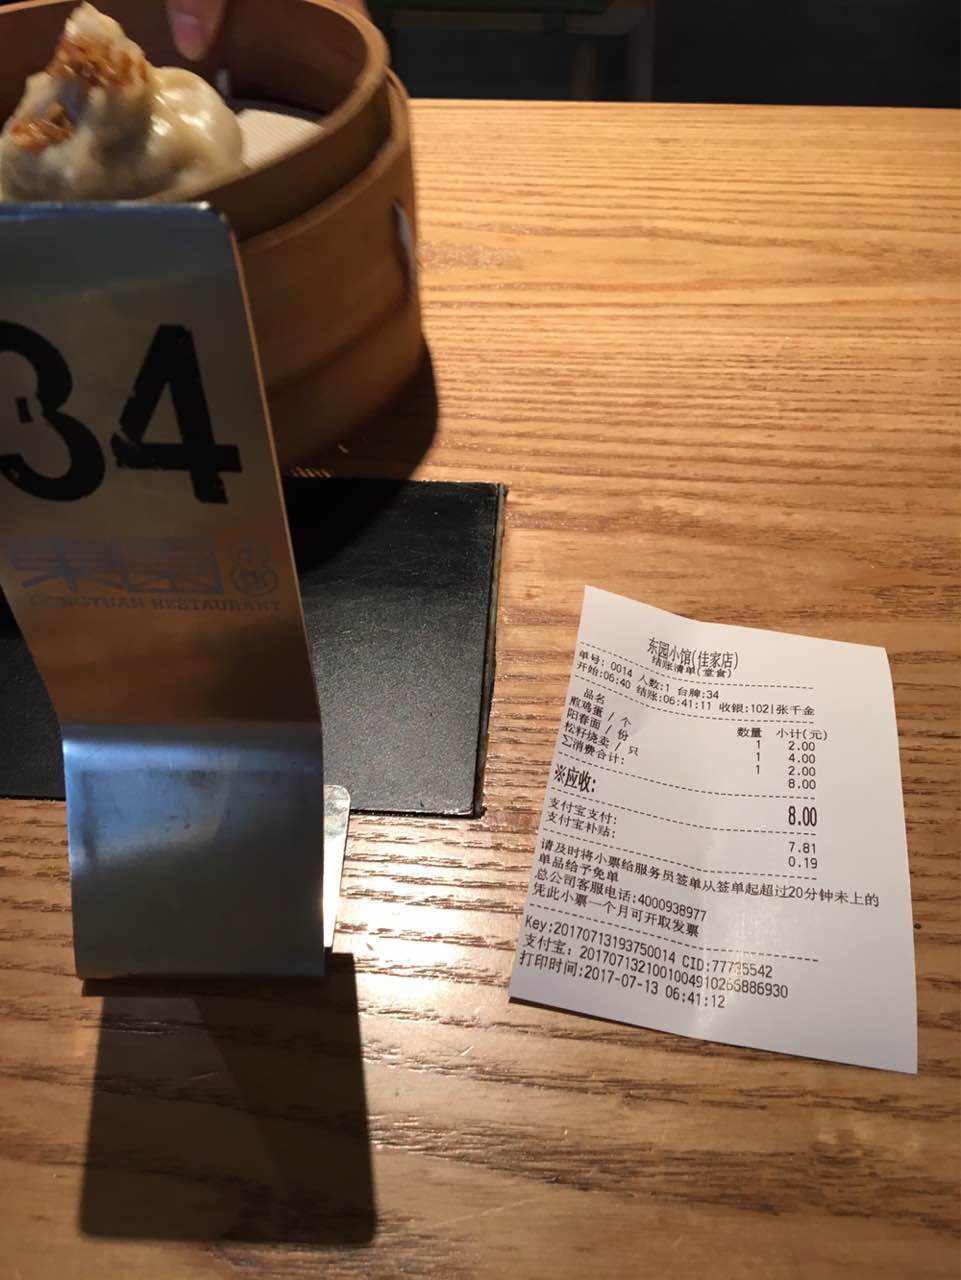 34
東園
DONGYUAN RESTAURANT
东园小馆(佳家店)
结账清单(堂食)
单号: 0014 人数:1 台牌:34
开始:06:40 结账:06:41:11 收银:102|张千金
品名 数量 小计(元)
煎鸡蛋 / 个 1 2.00
阳春面 / 份 1 4.00
松籽烧卖 / 只 1 2.00
Σ消费合计: 8.00
※应收: 8.00
支付宝支付: 7.81
支付宝补贴: 0.19
请及时将小票给服务员签单从签单起超过20分钟未上的
单品给予免单
总公司客服电话:4000938977
凭此小票一个月可开取发票
Key:20170713193750014 CID:77735542
支付宝: 2017071321001004910265886930
打印时间:2017-07-13 06:41:12